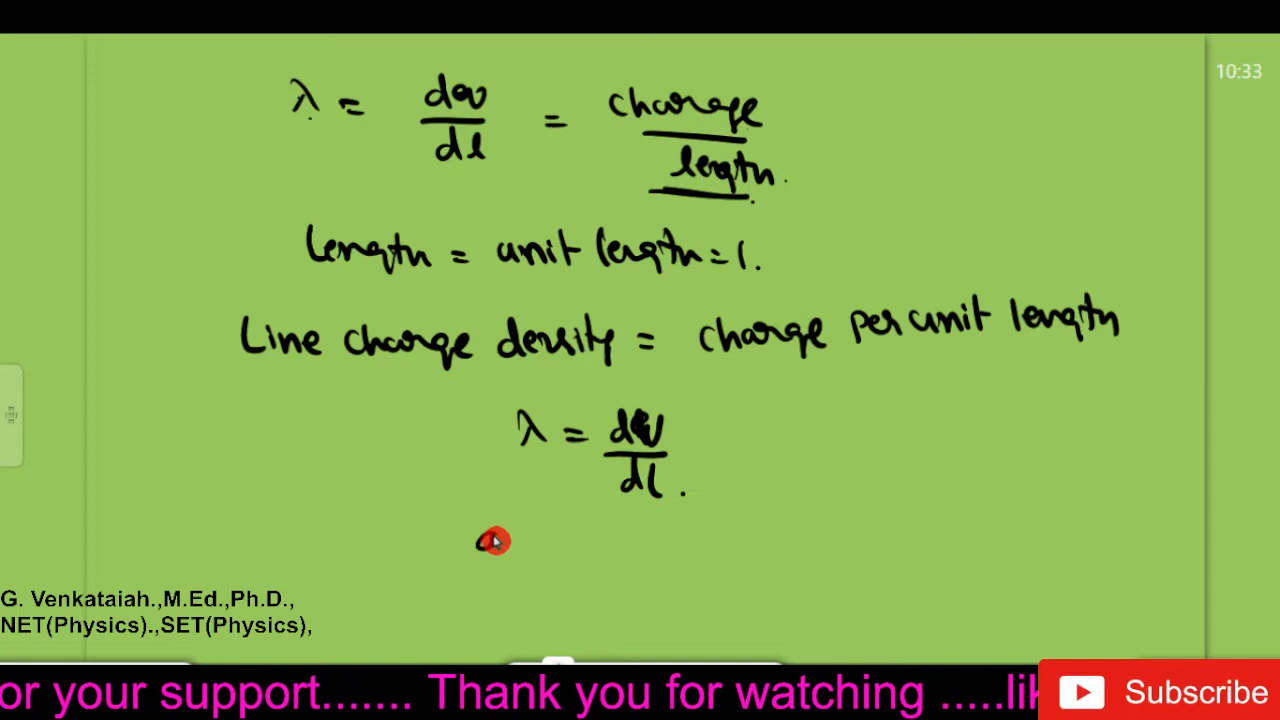 10:33
λ = dq/dl = charge/length.
length = unit length = 1.
Line charge density = charge per unit length
λ = dq/dl.
G. Venkataiah.,M.Ed.,Ph.D.,
NET(Physics).,SET(Physics),
or your support....... Thank you for watching .....lik
Subscribe